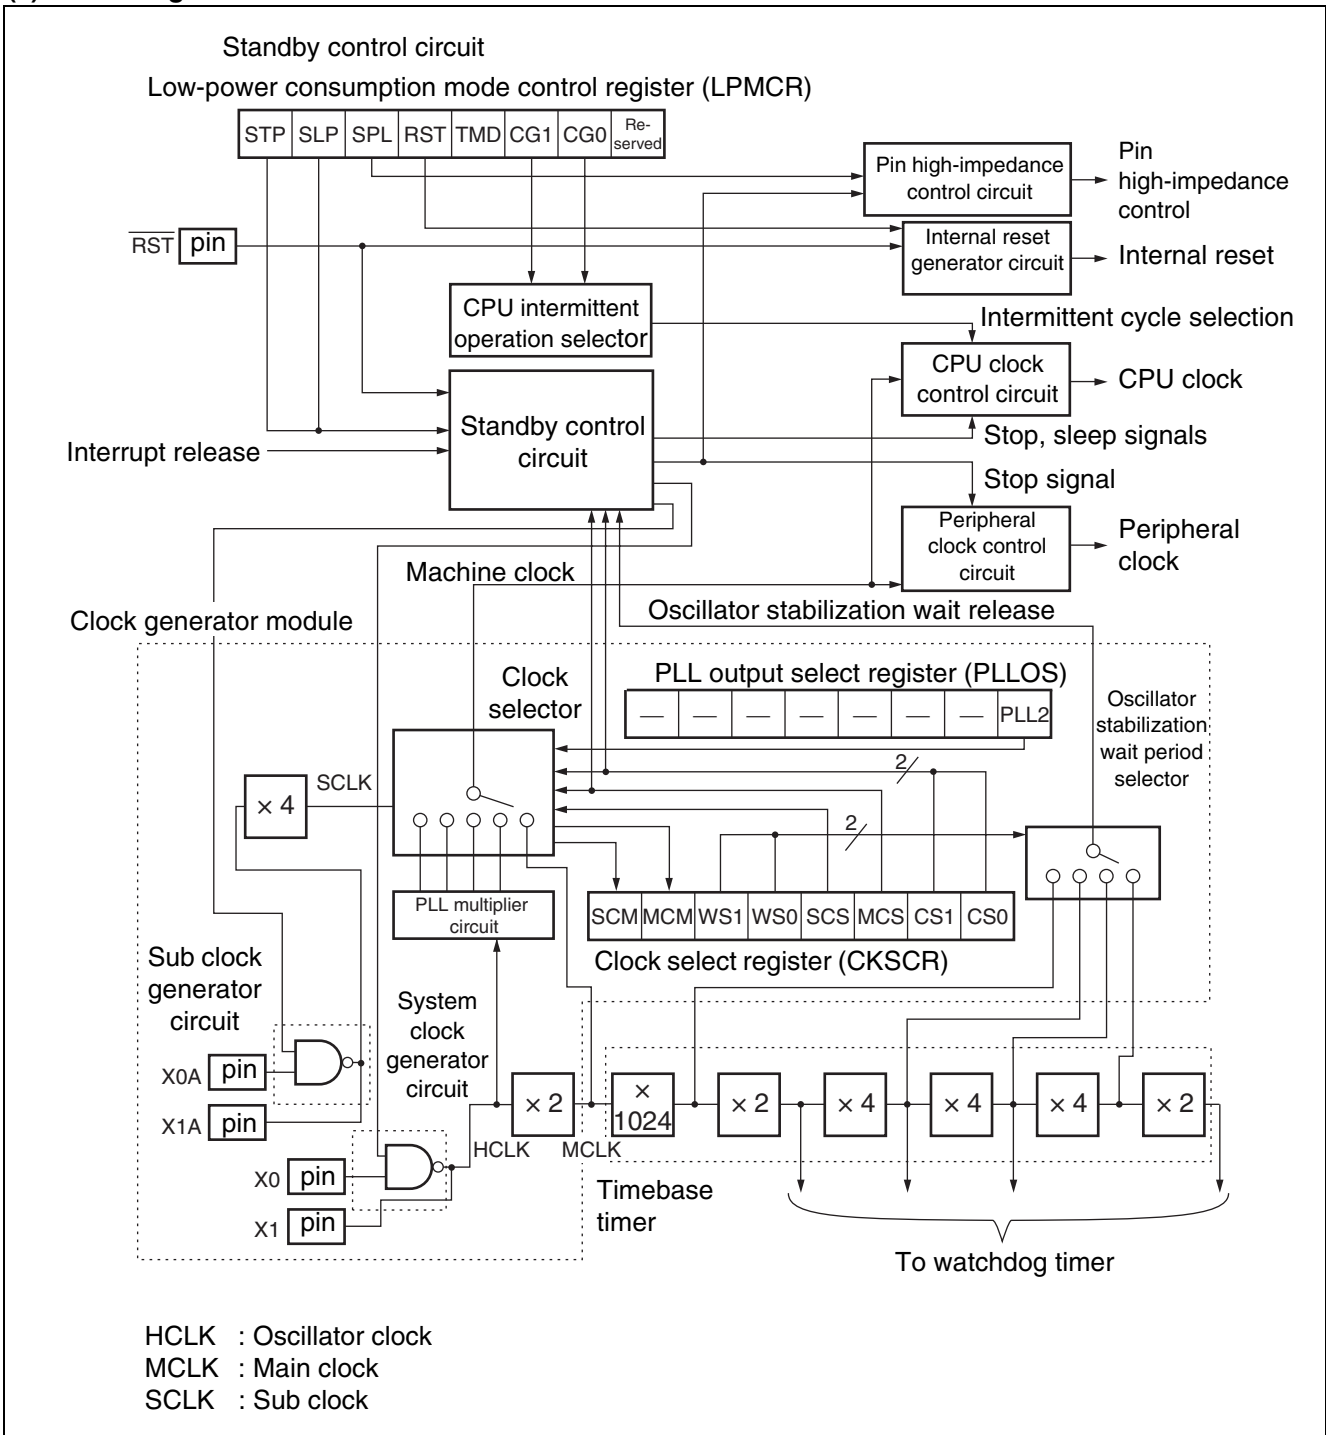 Standby control circuit
Low-power consumption mode control register (LPMCR)
STP SLP SPL RST TMD CG1 CG0 Re-
served
Pin high-impedance
control circuit
Pin
high-impedance
control
RST pin
Internal reset
generator circuit
Internal reset
CPU intermittent
operation selector
Intermittent cycle selection
CPU clock
control circuit
CPU clock
Standby control
circuit
Stop, sleep signals
Interrupt release
Stop signal
Peripheral
clock control
circuit
Peripheral
clock
Machine clock
Oscillator stabilization wait release
Clock generator module
Clock
selector
PLL output select register (PLLOS)
— — — — — — — PLL2
Oscillator
stabilization
wait period
selector
2
SCLK
× 4
2
PLL multiplier
circuit
SCM MCM WS1 WS0 SCS MCS CS1 CS0
Clock select register (CKSCR)
Sub clock
generator
circuit
System
clock
generator
circuit
X0A pin
X1A pin
× 2
×
1024
× 2
× 4
× 4
× 4
× 2
HCLK
MCLK
X0 pin
X1 pin
Timebase
timer
To watchdog timer
HCLK : Oscillator clock
MCLK : Main clock
SCLK : Sub clock